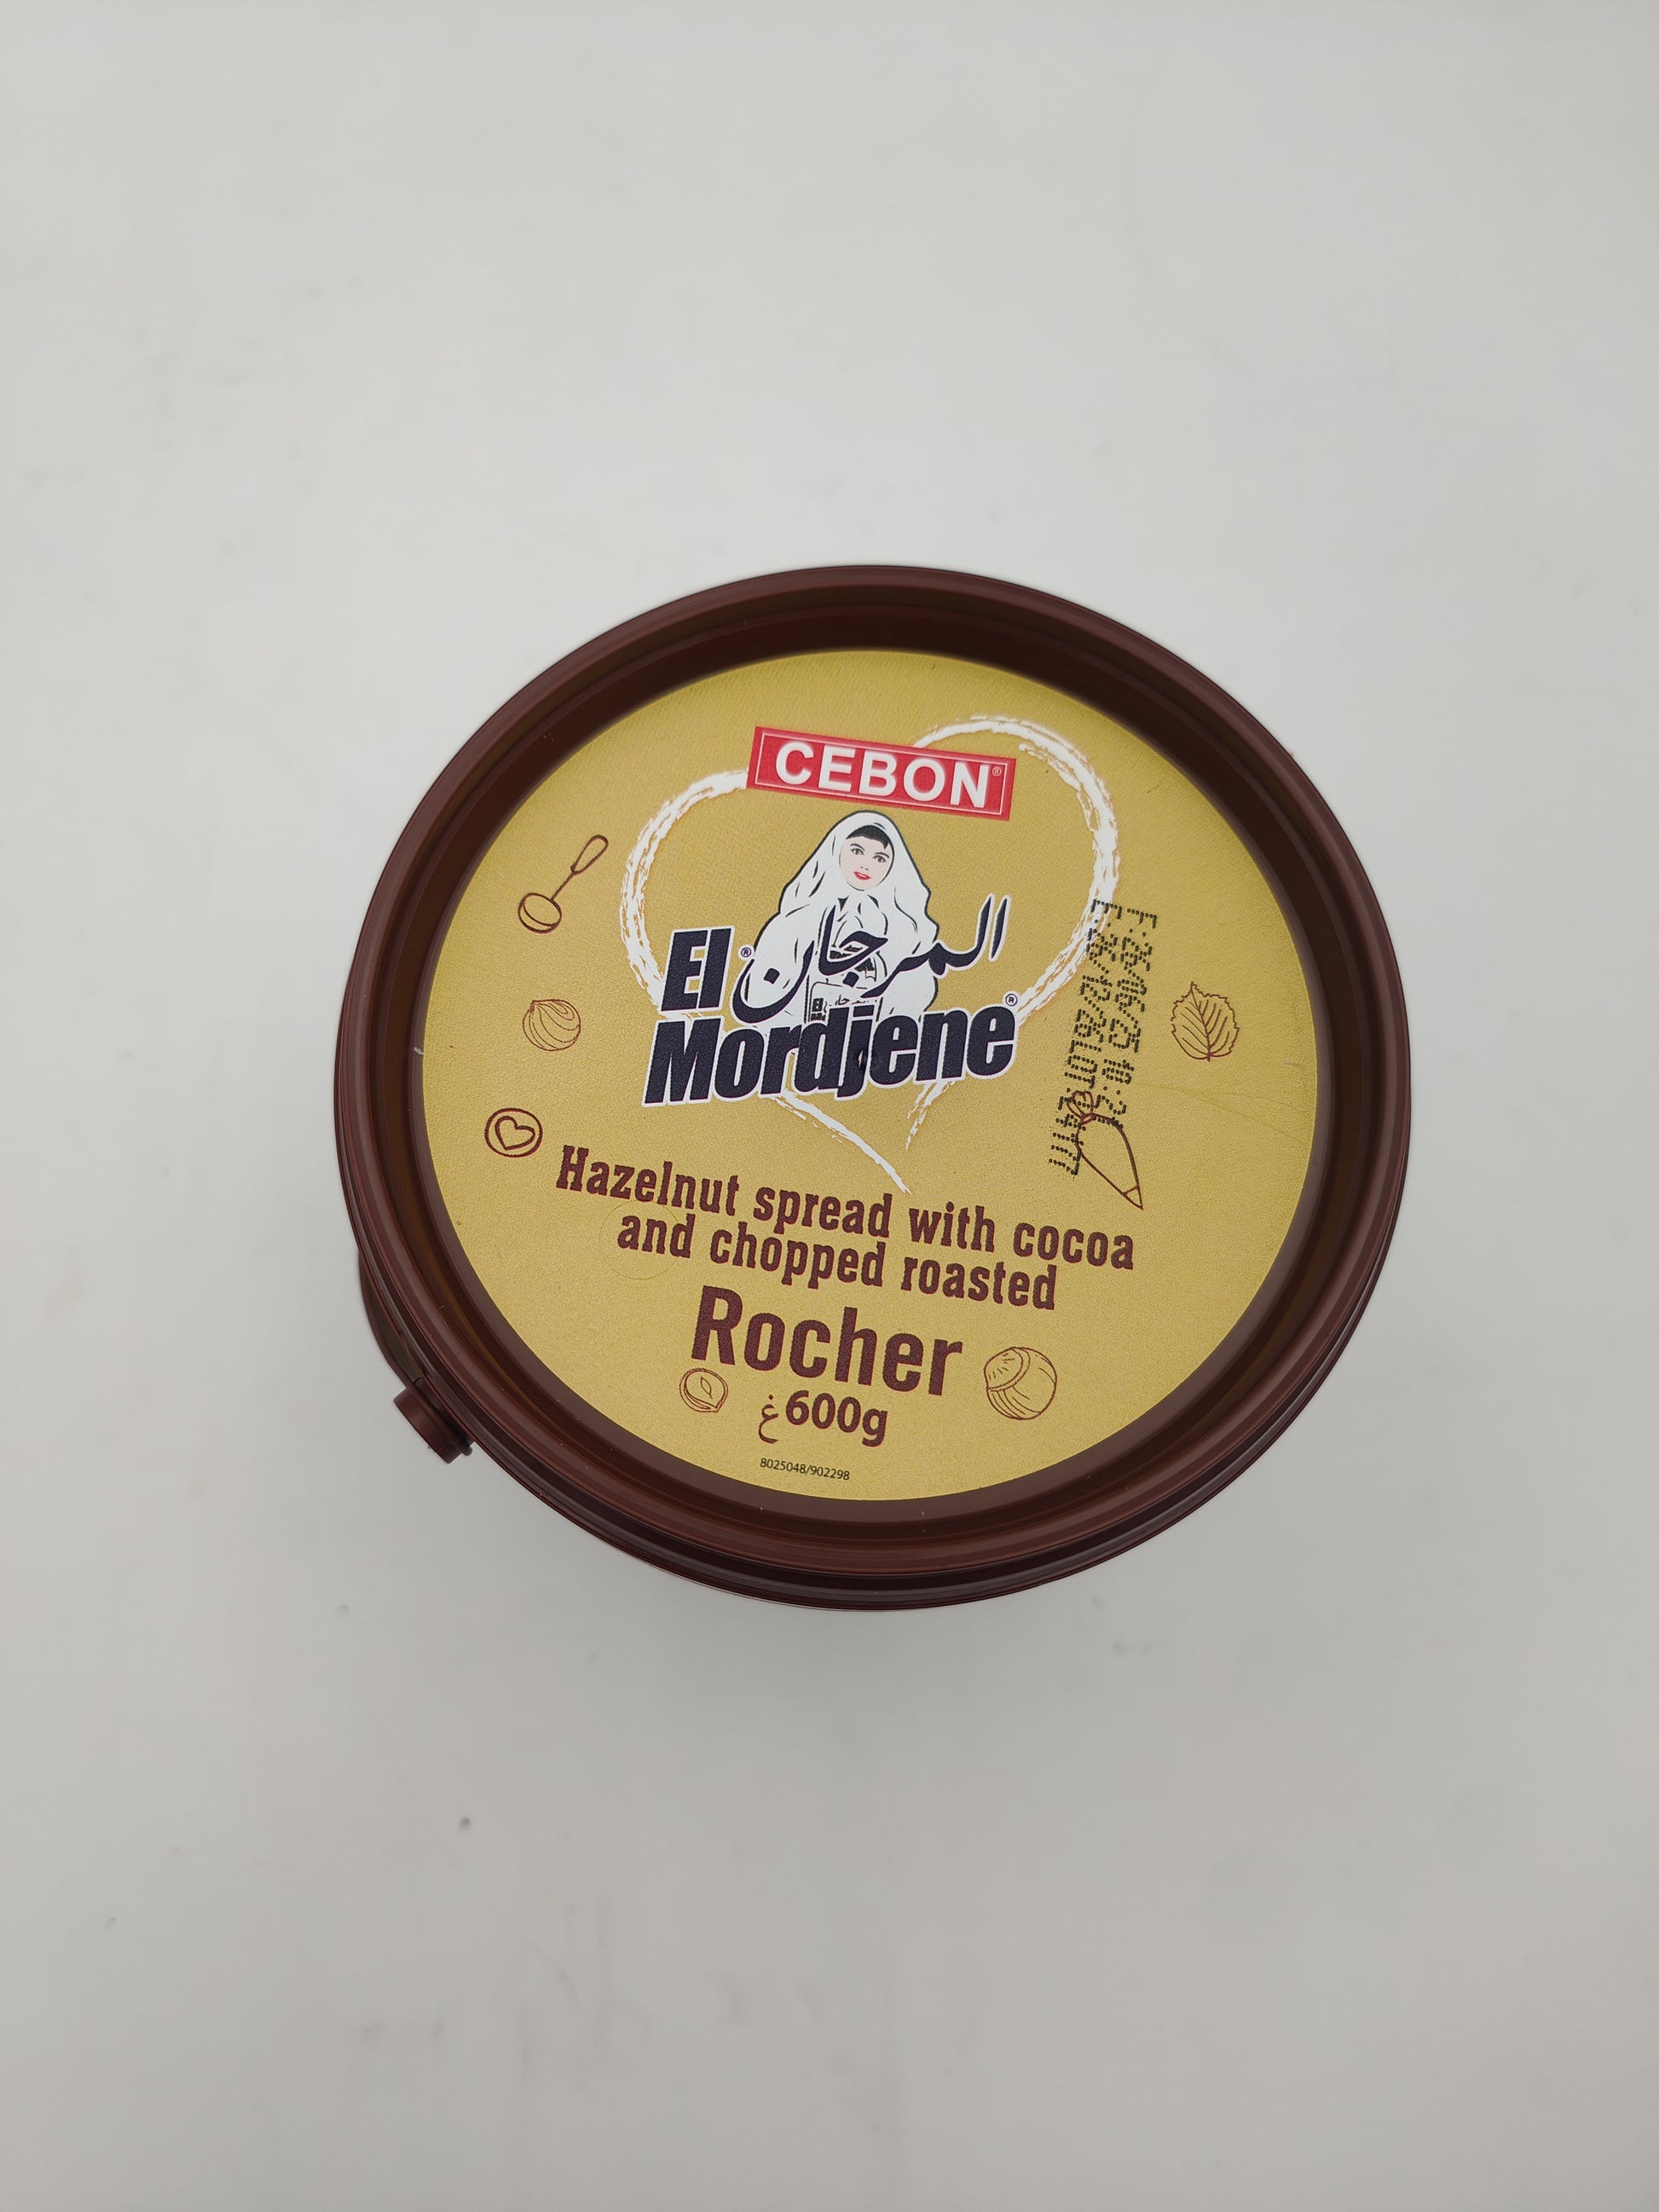 CEBON®
El® المرجان
Mordjene®
Hazelnut spread with cocoa
and chopped roasted
Rocher
غ 600g
8025048/902298